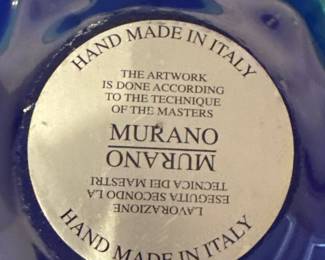 HAND MADE IN ITALY
THE ARTWORK
IS DONE ACCORDING
TO THE TECHNIQUE
OF THE MASTERS
MURANO
MURANO
LAVORAZIONE
ESEGUITA SECONDO LA
TECNICA DEI MAESTRI
HAND MADE IN ITALY